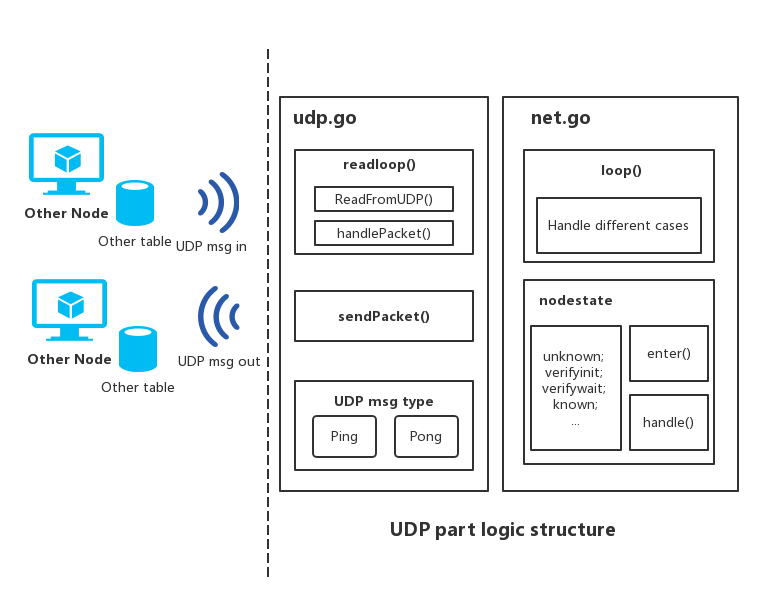 Other Node
Other table
UDP msg in
Other Node
Other table
UDP msg out
udp.go
readloop()
ReadFromUDP()
handlePacket()
sendPacket()
UDP msg type
Ping
Pong
net.go
loop()
Handle different cases
nodestate
unknown;
verifyinit;
verifywait;
known;
...
enter()
handle()
UDP part logic structure